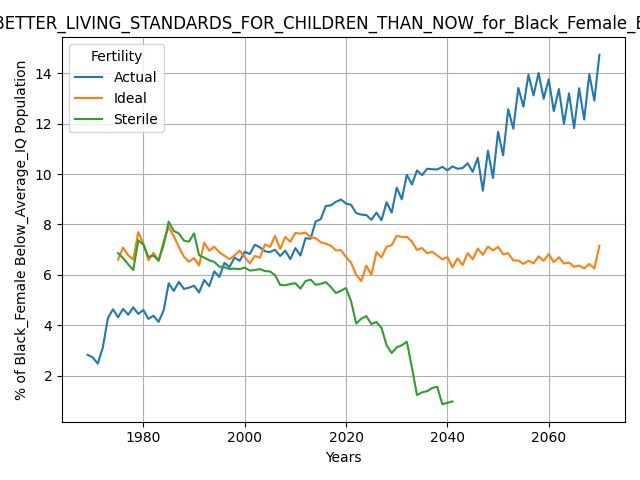 BETTER_LIVING_STANDARDS_FOR_CHILDREN_THAN_NOW_for_Black_Female_B
Fertility
Actual
Ideal
Sterile
% of Black_Female Below_Average_IQ Population
14
12
10
8
6
4
2
1980 2000 2020 2040 2060
Years